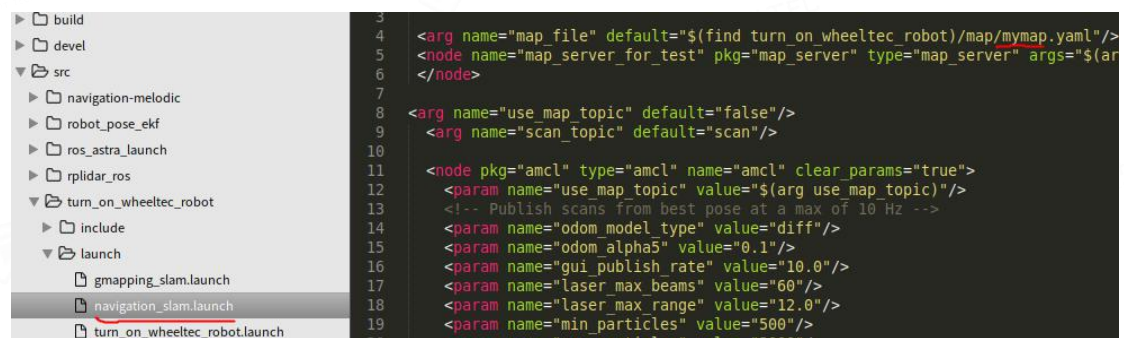 build
devel
src
navigation-melodic
robot_pose_ekf
ros_astra_launch
rplidar_ros
turn_on_wheeltec_robot
include
launch
gmapping_slam.launch
navigation_slam.launch
turn_on_wheeltec_robot.launch
3
4 <arg name="map_file" default="$(find turn_on_wheeltec_robot)/map/mymap.yaml"/>
5 <node name="map_server_for_test" pkg="map_server" type="map_server" args="$(ar
6 </node>
7
8 <arg name="use_map_topic" default="false"/>
9 <arg name="scan_topic" default="scan"/>
10
11 <node pkg="amcl" type="amcl" name="amcl" clear_params="true">
12 <param name="use_map_topic" value="$(arg use_map_topic)"/>
13 <!-- Publish scans from best pose at a max of 10 Hz -->
14 <param name="odom_model_type" value="diff"/>
15 <param name="odom_alpha5" value="0.1"/>
16 <param name="gui_publish_rate" value="10.0"/>
17 <param name="laser_max_beams" value="60"/>
18 <param name="laser_max_range" value="12.0"/>
19 <param name="min_particles" value="500"/>